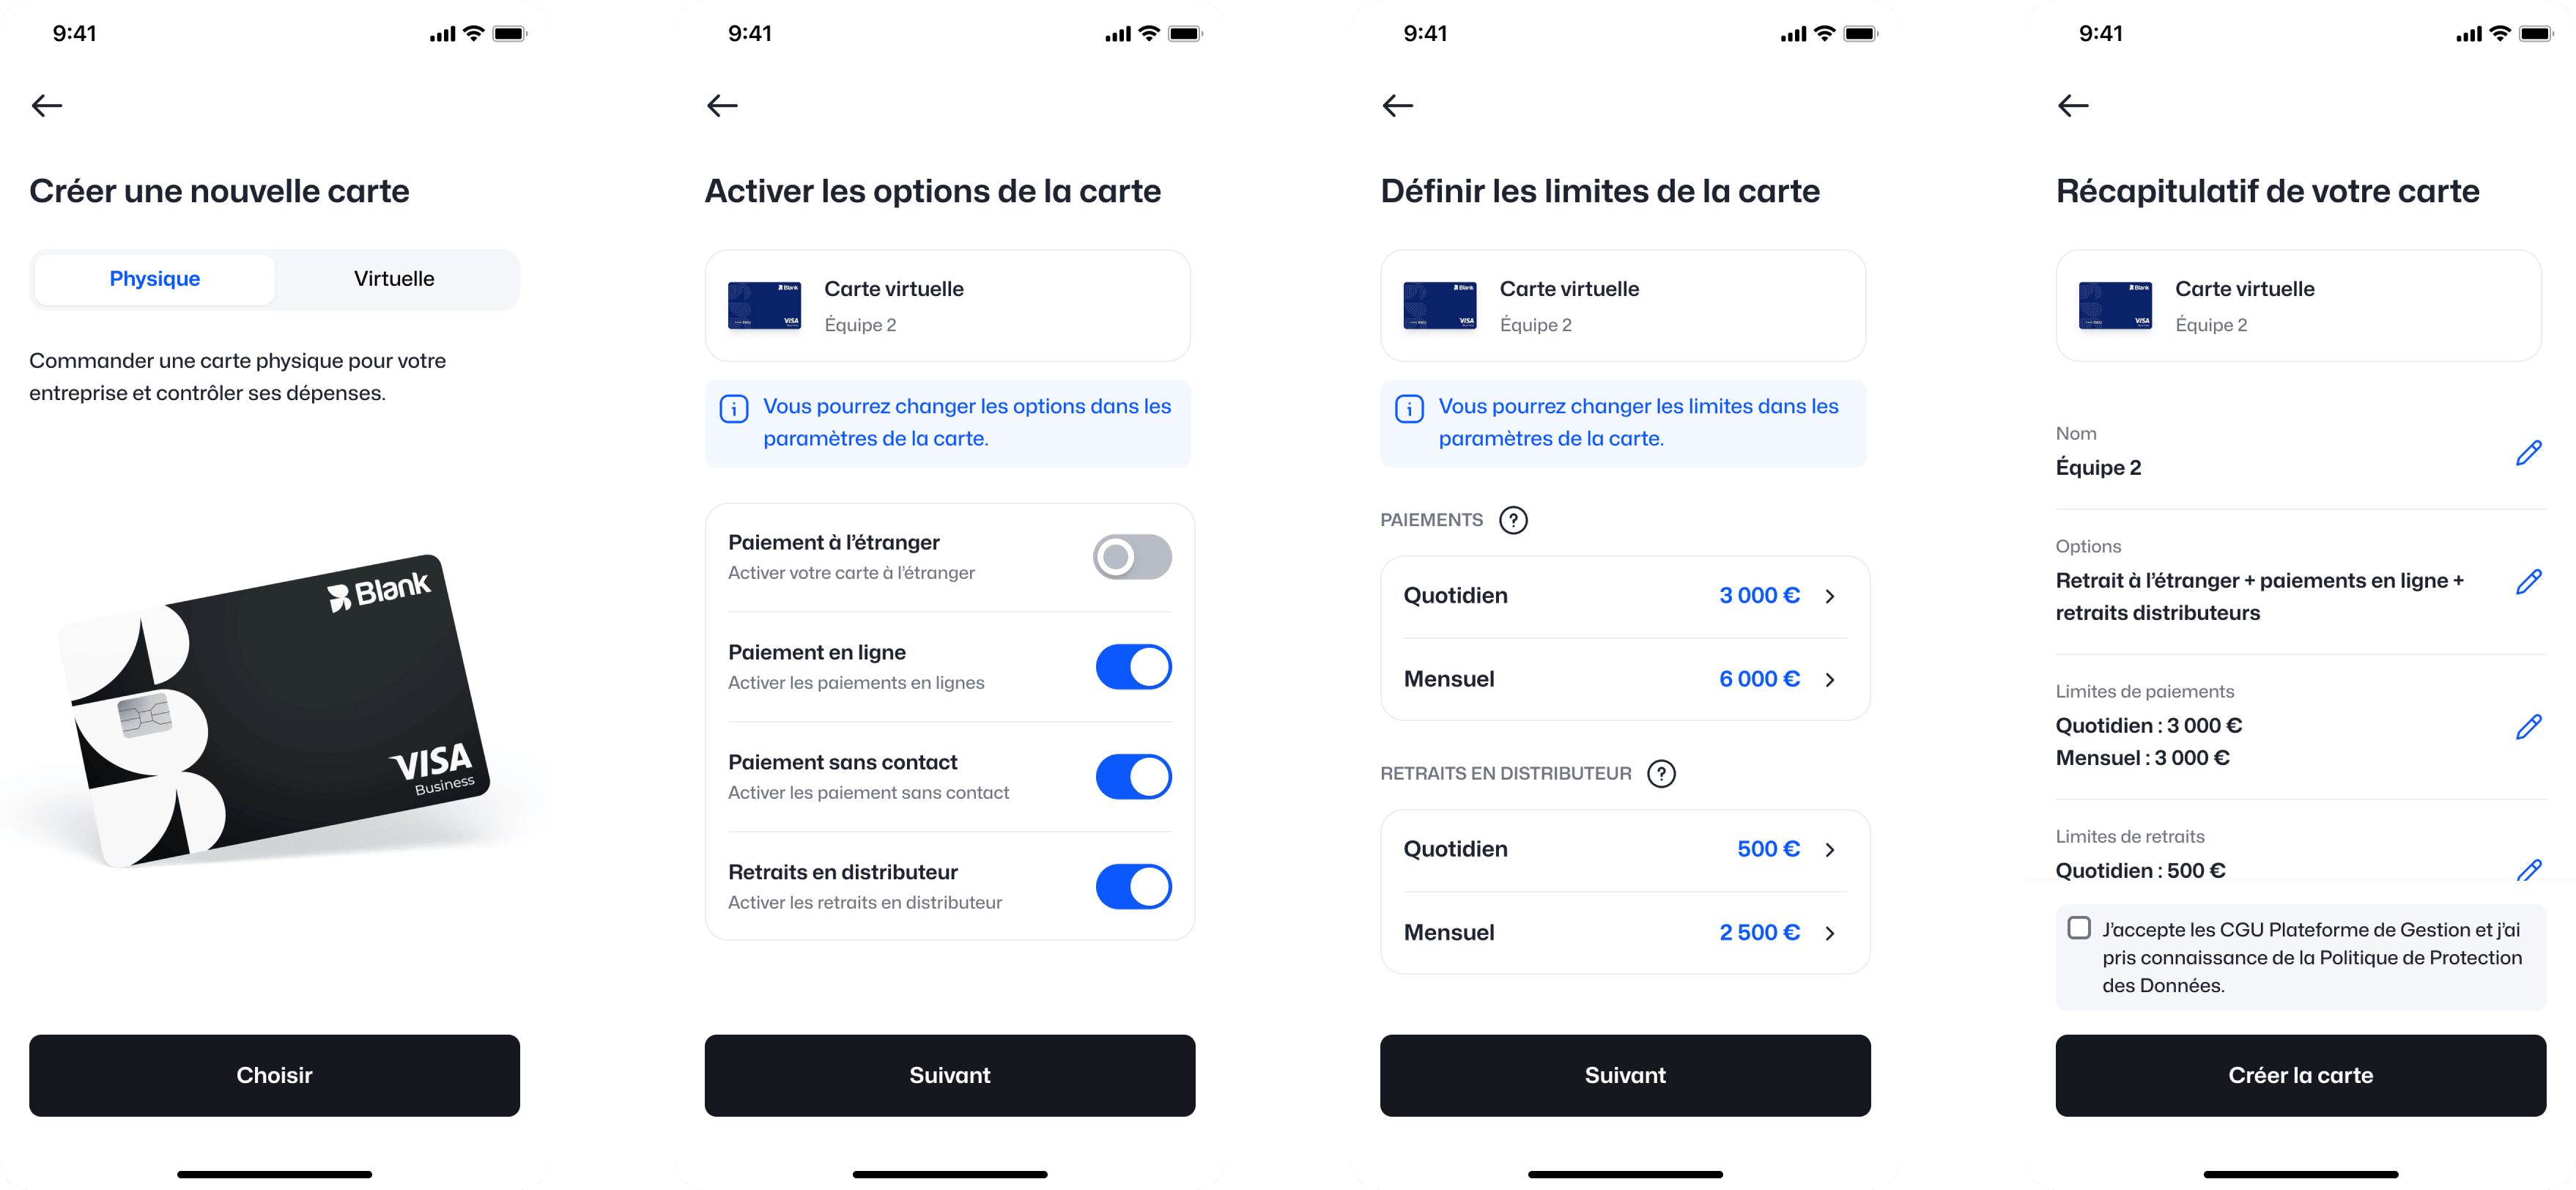 9:41
Créer une nouvelle carte
Physique
Virtuelle
Commander une carte physique pour votre
entreprise et contrôler ses dépenses.
Blank
VISA
Business
Choisir
9:41
Activer les options de la carte
Blank
VISA
Carte virtuelle
Équipe 2
Vous pourrez changer les options dans les
paramètres de la carte.
Paiement à l’étranger
Activer votre carte à l’étranger
Paiement en ligne
Activer les paiements en lignes
Paiement sans contact
Activer les paiement sans contact
Retraits en distributeur
Activer les retraits en distributeur
Suivant
9:41
Définir les limites de la carte
Blank
VISA
Carte virtuelle
Équipe 2
Vous pourrez changer les limites dans les
paramètres de la carte.
PAIEMENTS
Quotidien 3 000 €
Mensuel 6 000 €
RETRAITS EN DISTRIBUTEUR
Quotidien 500 €
Mensuel 2 500 €
Suivant
9:41
Récapitulatif de votre carte
Blank
VISA
Carte virtuelle
Équipe 2
Nom
Équipe 2
Options
Retrait à l’étranger + paiements en ligne +
retraits distributeurs
Limites de paiements
Quotidien : 3 000 €
Mensuel : 3 000 €
Limites de retraits
Quotidien : 500 €
J’accepte les CGU Plateforme de Gestion et j’ai
pris connaissance de la Politique de Protection
des Données.
Créer la carte